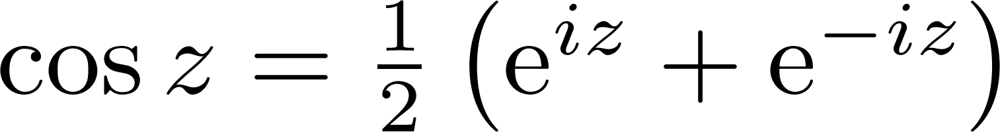 cos z = 1/2 (e^{iz} + e^{-iz})